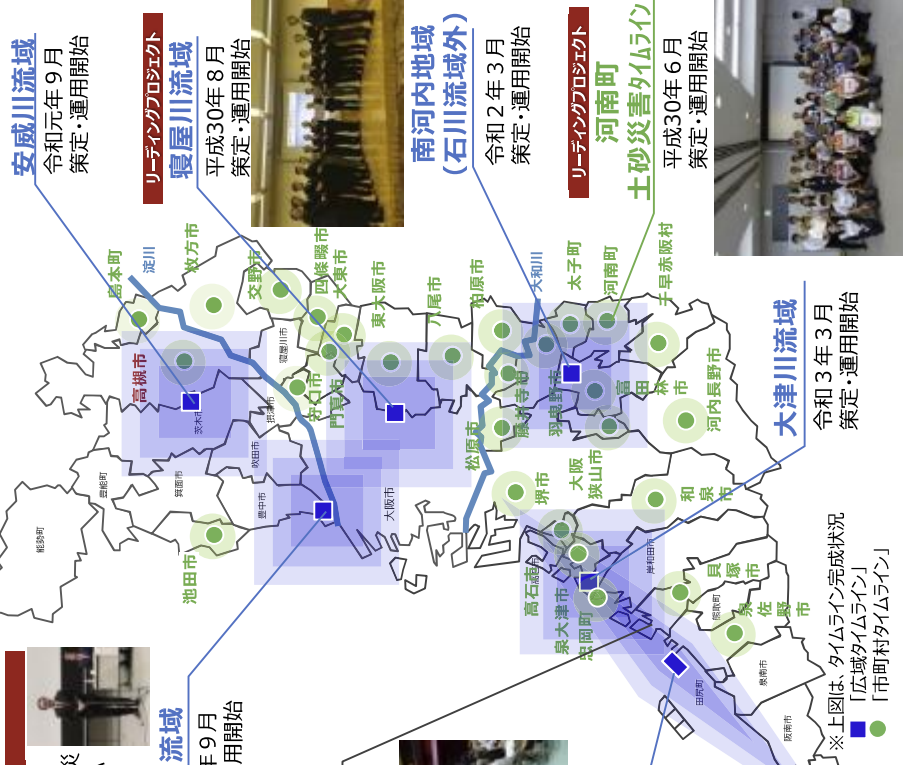 安威川流域
令和元年９月
策定・運用開始
リーディングプロジェクト
寝屋川流域
平成30年８月
策定・運用開始
南河内地域
(石川流域外)
令和２年３月
策定・運用開始
リーディングプロジェクト
河南町
土砂災害タイムライン
平成30年６月
策定・運用開始
大津川流域
令和３年３月
策定・運用開始
流域
年９月
用開始
災
島本町
淀川
枚方市
交野市
四條畷市
大東市
東大阪市
八尾市
柏原市
大和川
太子町
河南町
千早赤阪村
高槻市
茨木市
摂津市
寝屋川市
守口市
門真市
松原市
藤井寺市
羽曳野市
富田林市
河内長野市
能勢町
豊能町
箕面市
池田市
豊中市
吹田市
大阪市
堺市
大阪狭山市
和泉市
高石市
泉大津市
忠岡町
岸和田市
貝塚市
熊取町
泉佐野市
田尻町
泉南市
阪南市
※上図は、タイムライン完成状況
「広域タイムライン」
「市町村タイムライン」